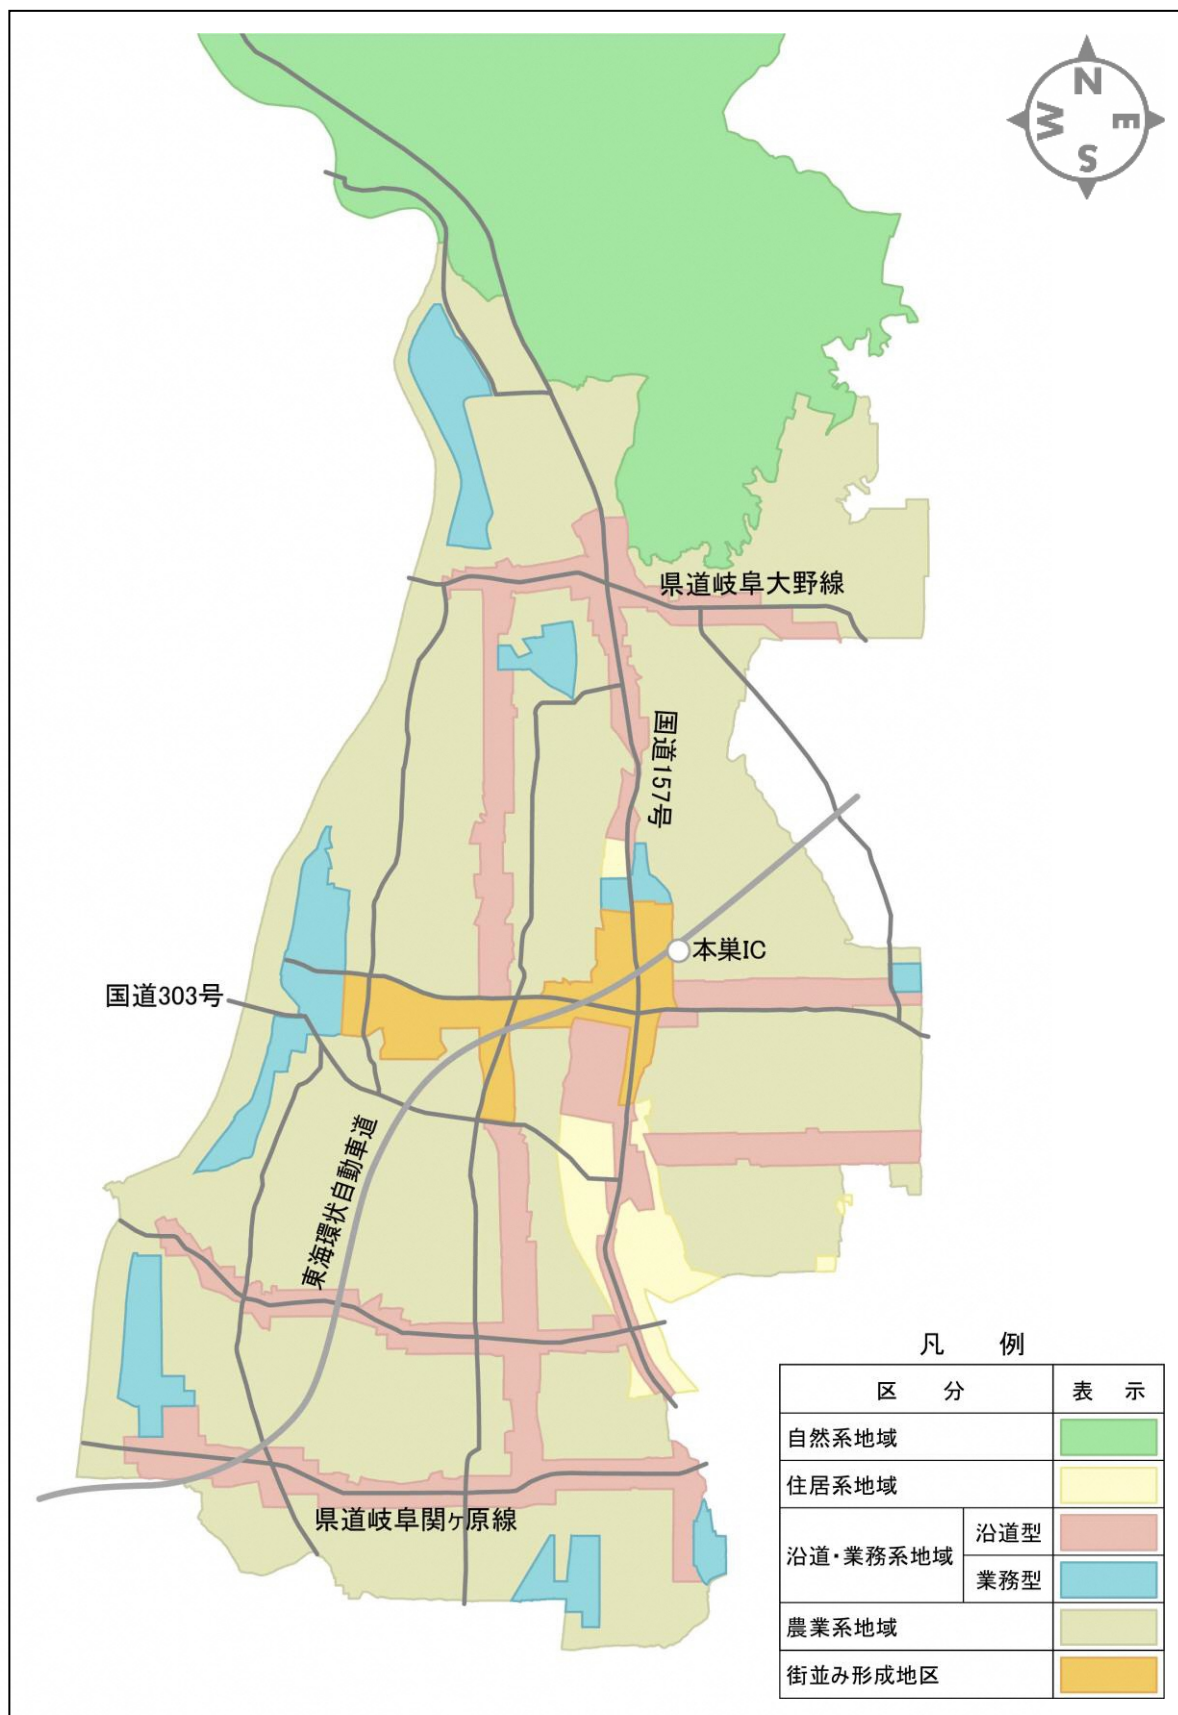 N
W
E
S
県道岐阜大野線
国道157号
本巣IC
国道303号
東海環状自動車道
県道岐阜関ヶ原線
凡 例
区 分 表 示
自然系地域
住居系地域
沿道・業務系地域 沿道型
業務型
農業系地域
街並み形成地区